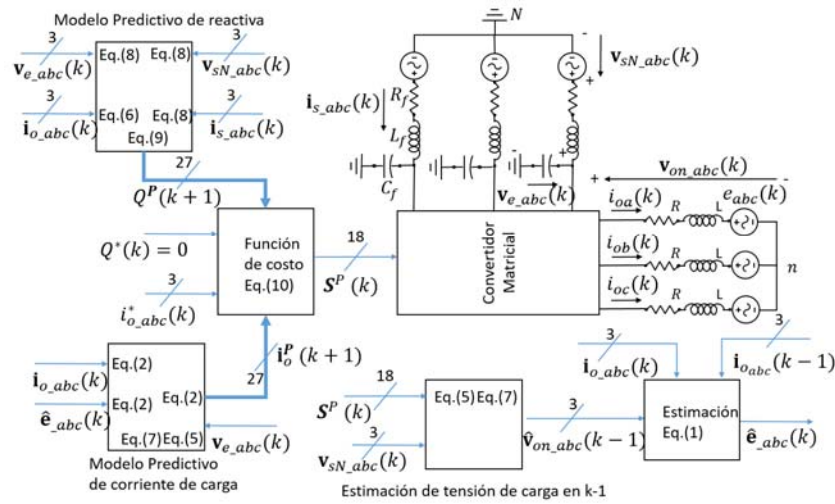 Modelo Predictivo de reactiva
3
v_e_abc(k)
3
i_o_abc(k)
Eq.(8) Eq.(8)
Eq.(6) Eq.(8)
Eq.(9)
3
v_sN_abc(k)
3
i_s_abc(k)
27
Q^P(k+1)
Q*(k) = 0
3
i*_o_abc(k)
Función
de costo
Eq.(10)
18
S^P (k)
N
-
+
v_sN_abc(k)
i_s_abc(k)
R_f
L_f
C_f
- +
v_e_abc(k)
Convertidor
Matricial
v_on_abc(k)
+ -
i_oa(k) R L e_abc(k)
i_ob(k) R L
i_oc(k) R L
n
27
i_o^P (k+1)
i_o_abc(k)
ê_abc(k)
Eq.(2)
Eq.(2)
Eq.(2)
Eq.(7) Eq.(5)
v_e_abc(k)
Modelo Predictivo
de corriente de carga
18
S^P (k)
3
v_sN_abc(k)
Eq.(5) Eq.(7)
3
v̂_on_abc(k−1)
Estimación de tensión de carga en k-1
3
i_o_abc(k)
3
i_o_abc(k−1)
Estimación
Eq.(1)
ê_abc(k)